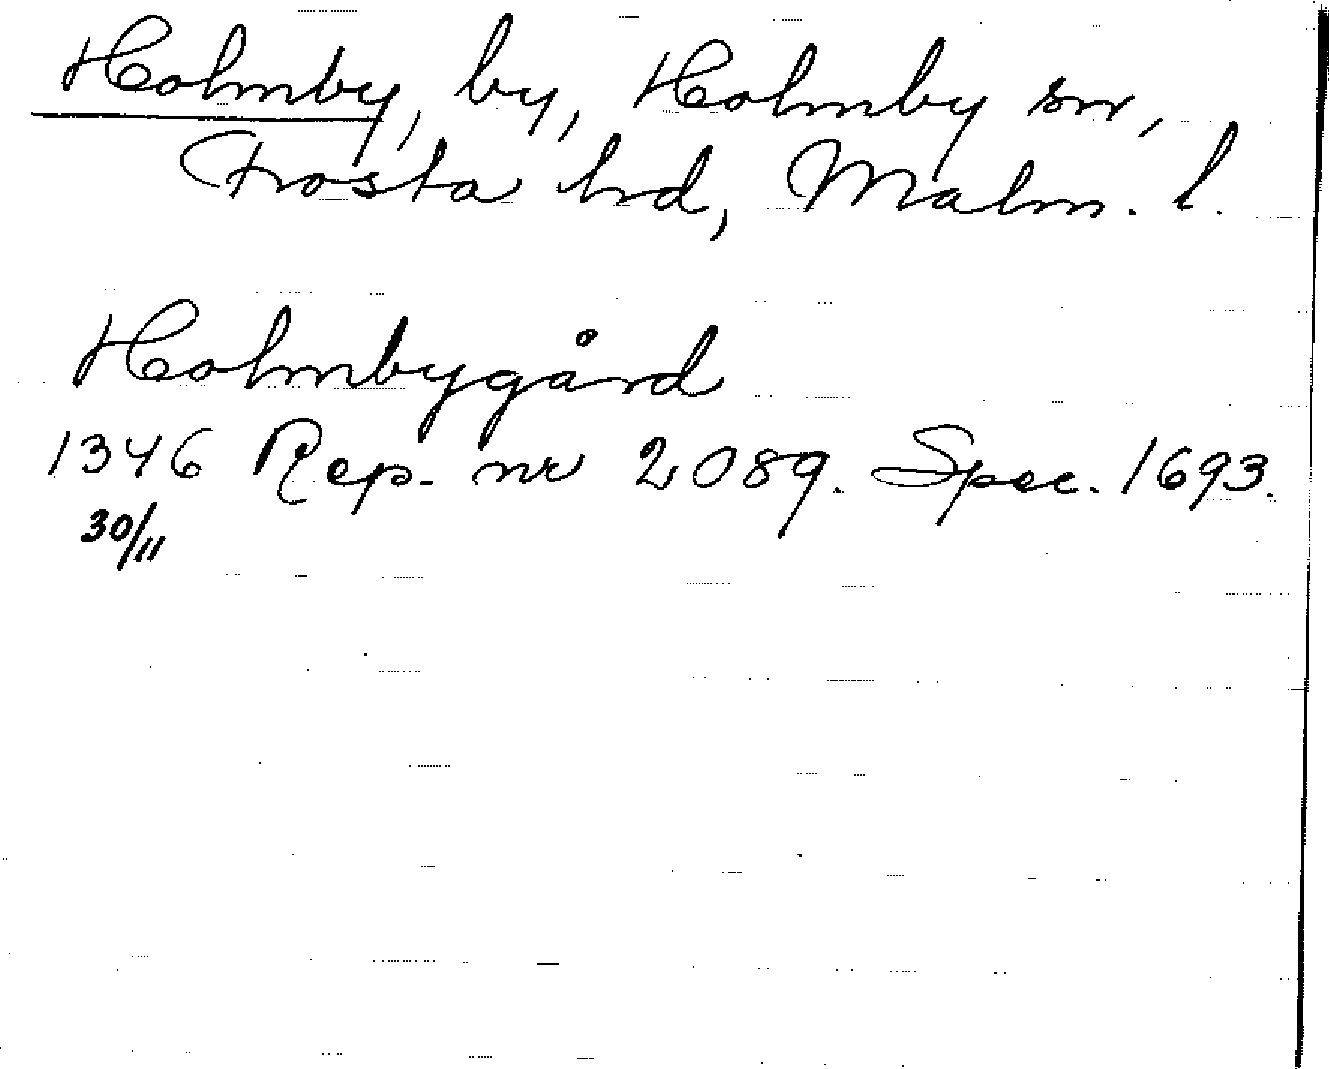 Holmby, by, Holmby sn,
Frosta hd, Malm. l.
Holmbygård
1346 Rep. nr 2089. Spec. 1693.
30/11